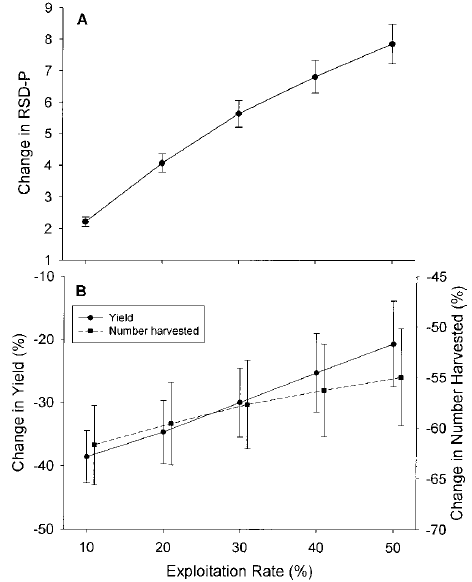 A
9
8
7
6
5
4
3
2
1
Change in RSD-P
B
Yield
Number harvested
-10
-20
-30
-40
-50
Change in Yield (%)
-45
-50
-55
-60
-65
-70
Change in Number Harvested (%)
10 20 30 40 50
Exploitation Rate (%)